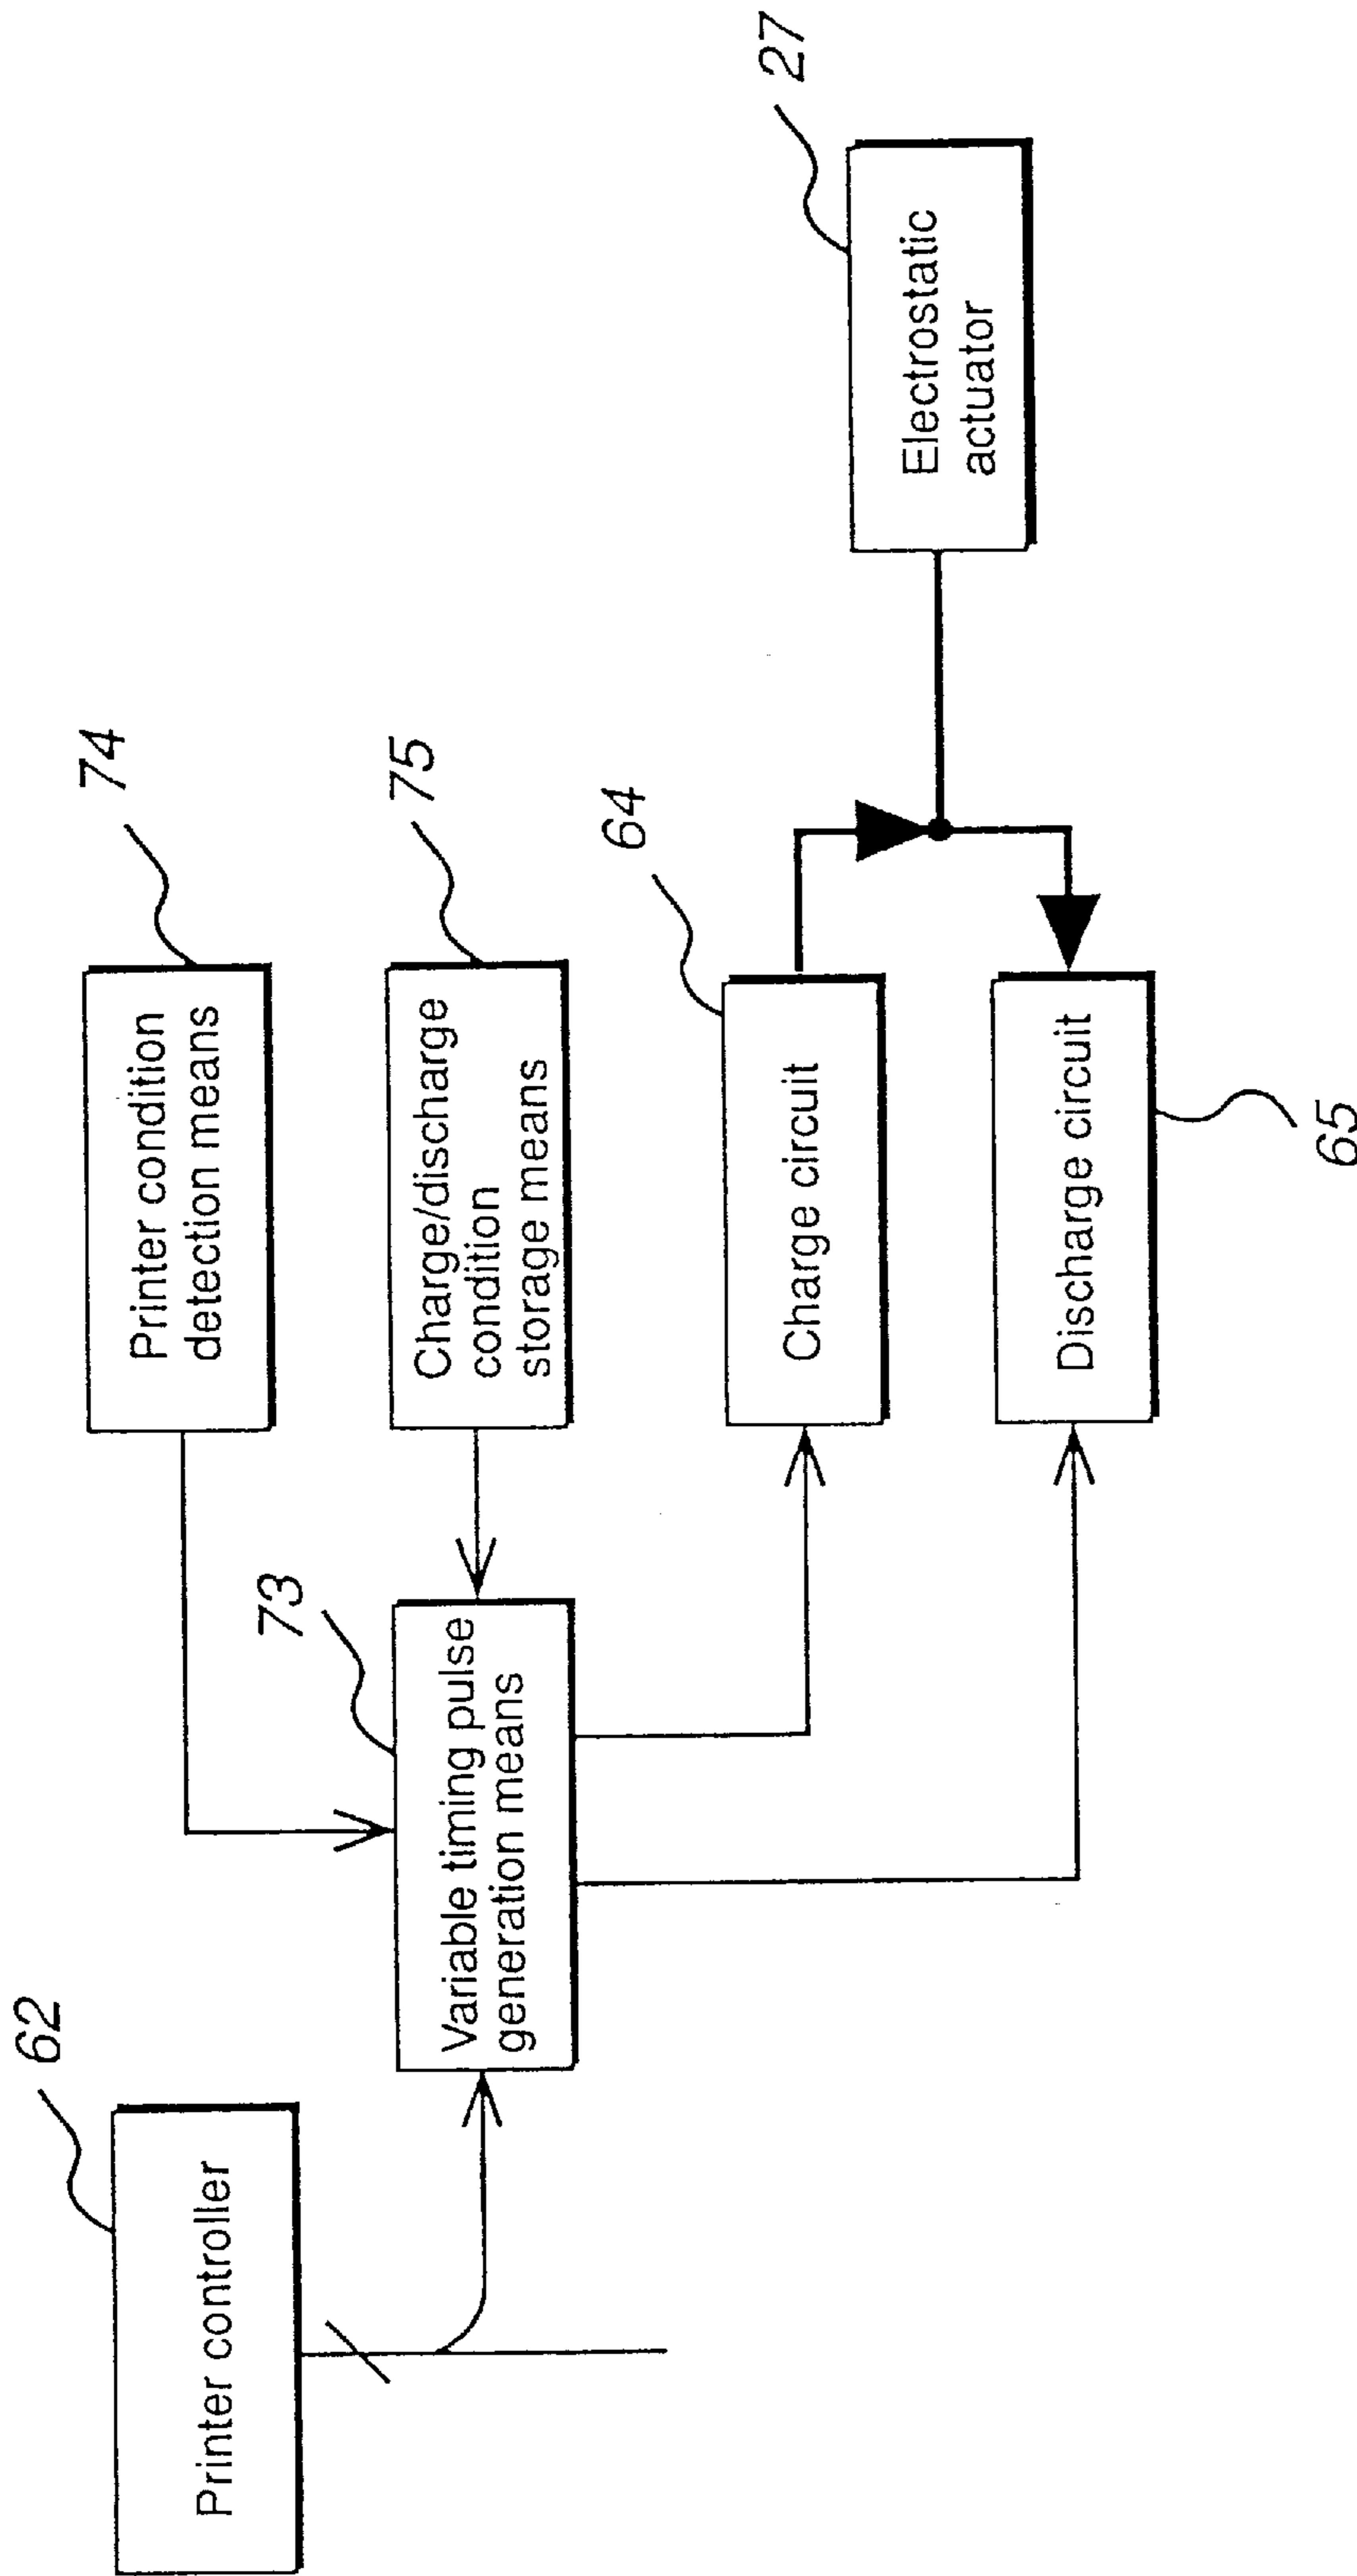 62
Printer controller
73
Variable timing pulse
generation means
74
Printer condition
detection means
75
Charge/discharge
condition
storage means
64
Charge circuit
Discharge circuit
65
27
Electrostatic
actuator